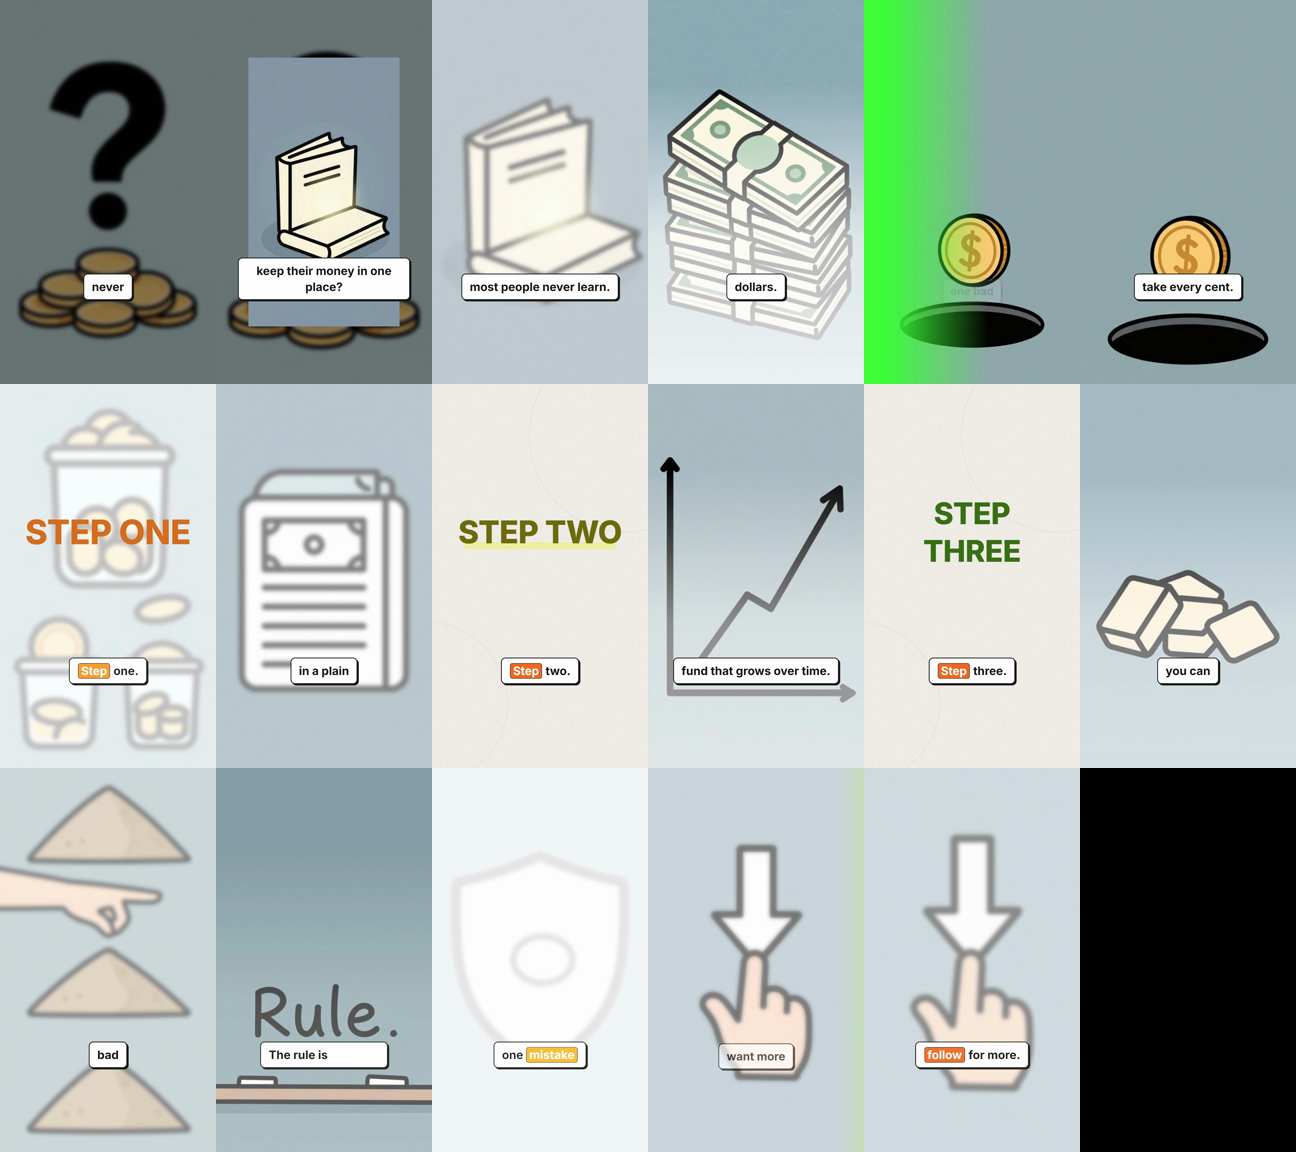 never
keep their money in one
place?
most people never learn.
dollars.
$
one bad
$
take every cent.
STEP ONE
Step one.
in a plain
STEP TWO
Step two.
fund that grows over time.
STEP
THREE
Step three.
you can
bad
Rule.
The rule is
one mistake
want more
follow for more.